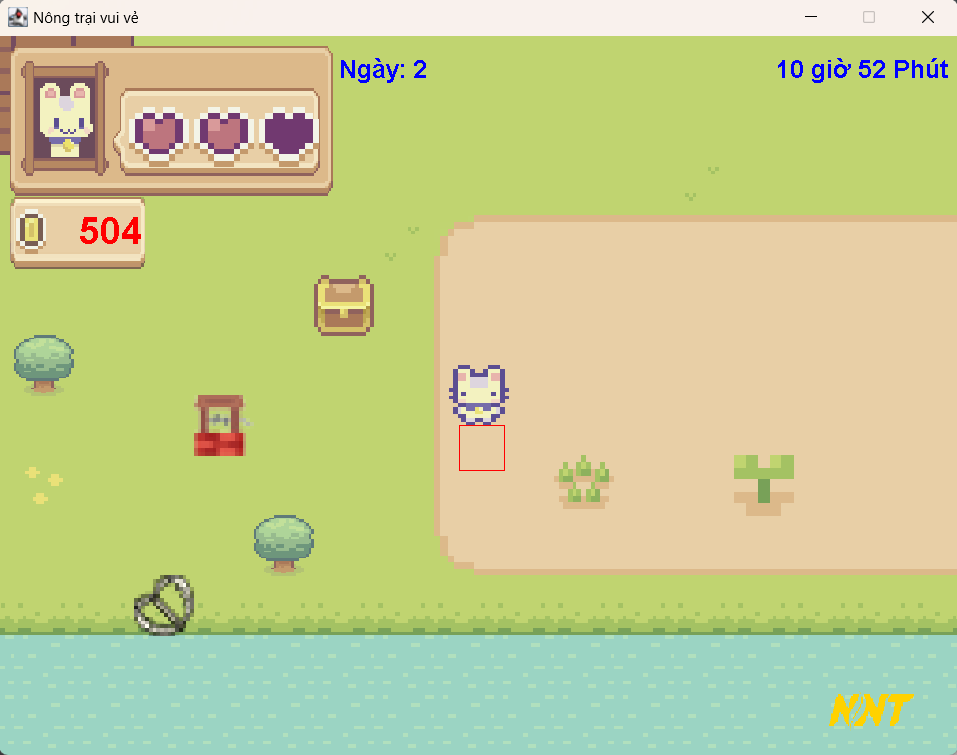 Nông trại vui vẻ
Ngày: 2
10 giờ 52 Phút
504
NNT